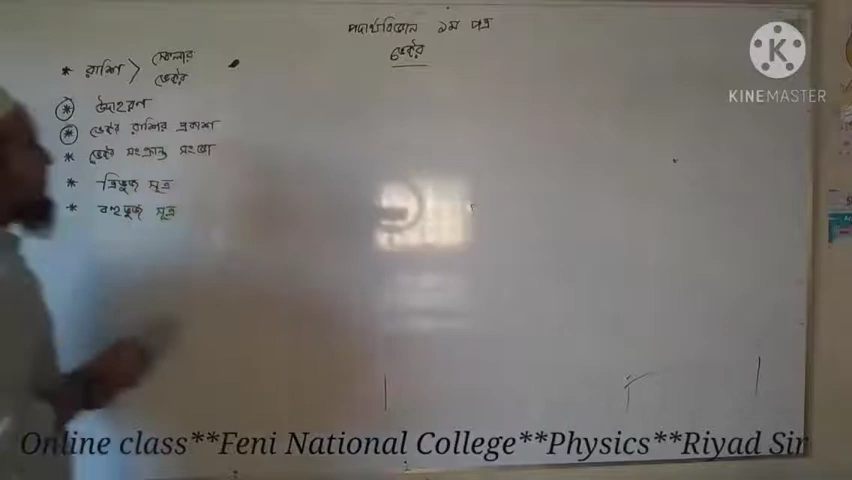 পদার্থবিজ্ঞান ১ম পত্র
ভেক্টর
* রাশি > স্কেলার
ভেক্টর
* উদাহরণ
* ভেক্টর রাশির প্রকাশ
* ভেক্টর সংক্রান্ত সংজ্ঞা
* ত্রিভুজ সূত্র
* বহুভুজ সূত্র
K
KINEMASTER
Online class**Feni National College**Physics**Riyad Sir